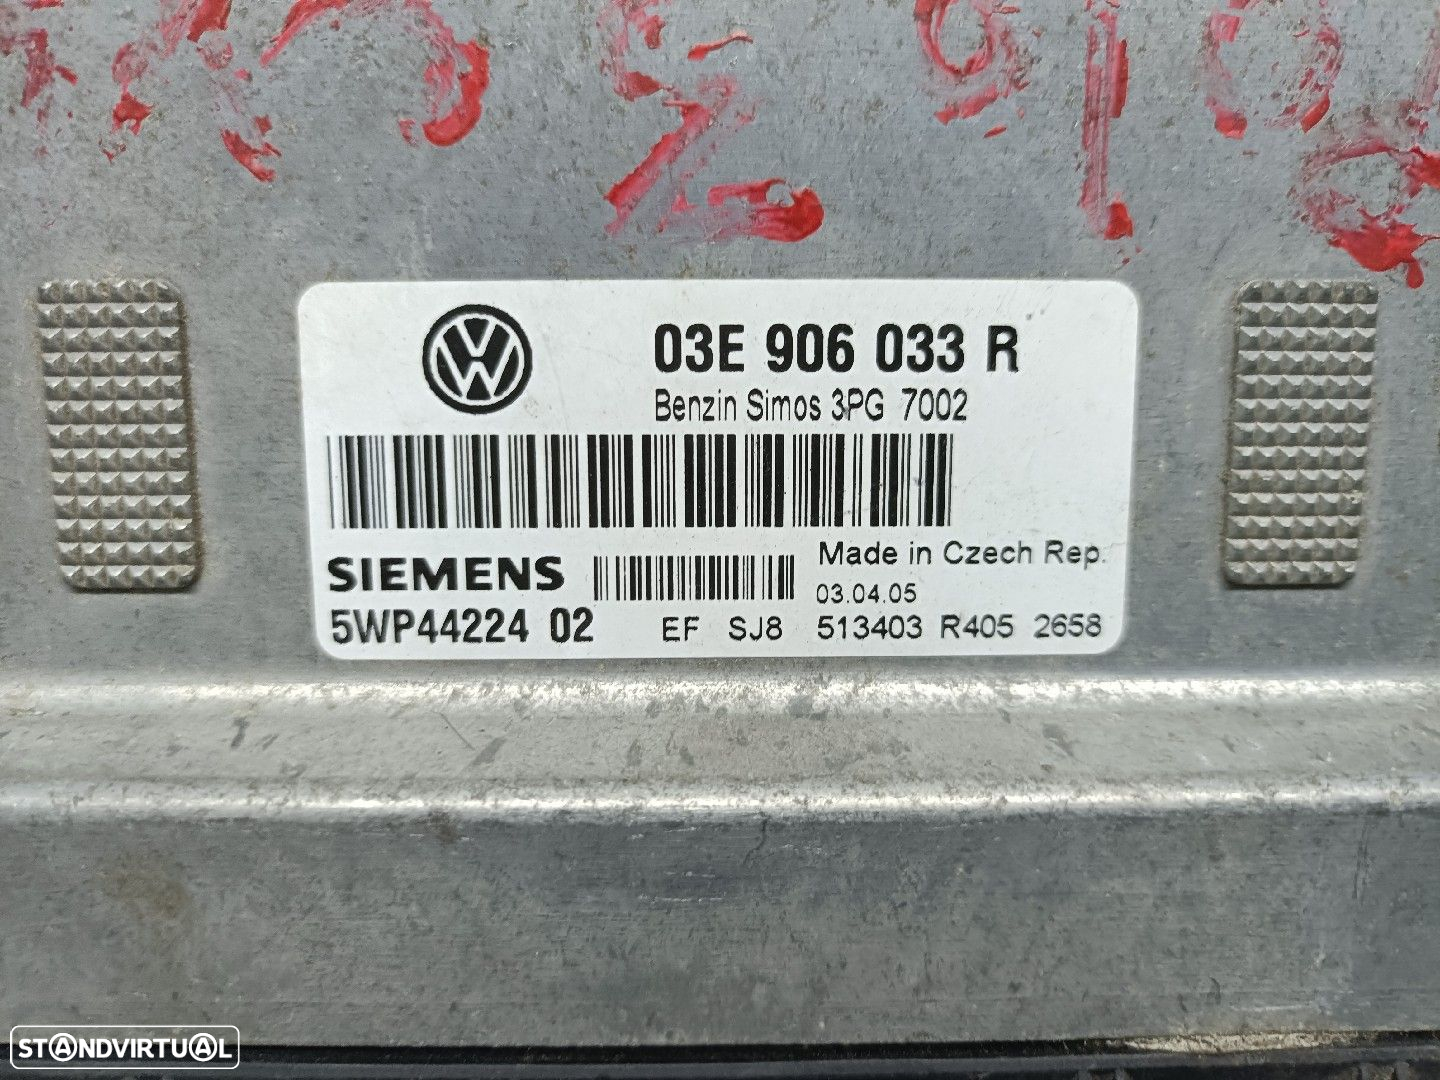 03E 906 033 R
Benzin Simos 3PG 7002
SIEMENS
Made in Czech Rep.
03.04.05
5WP44224 02
EF SJ8 513403 R405 2658
STANDVIRTUAL